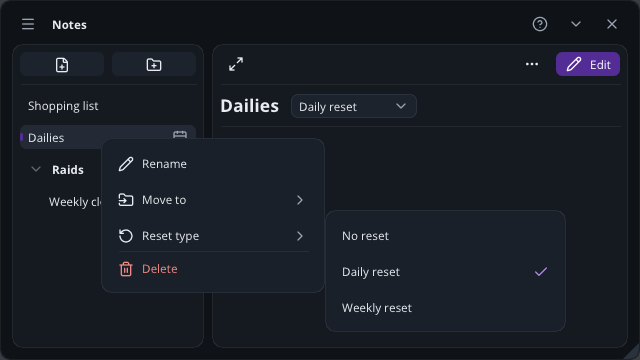 Notes
Edit
Shopping list
Dailies
Raids
Weekly
Dailies
Daily reset
Rename
Move to
Reset type
Delete
No reset
Daily reset
Weekly reset